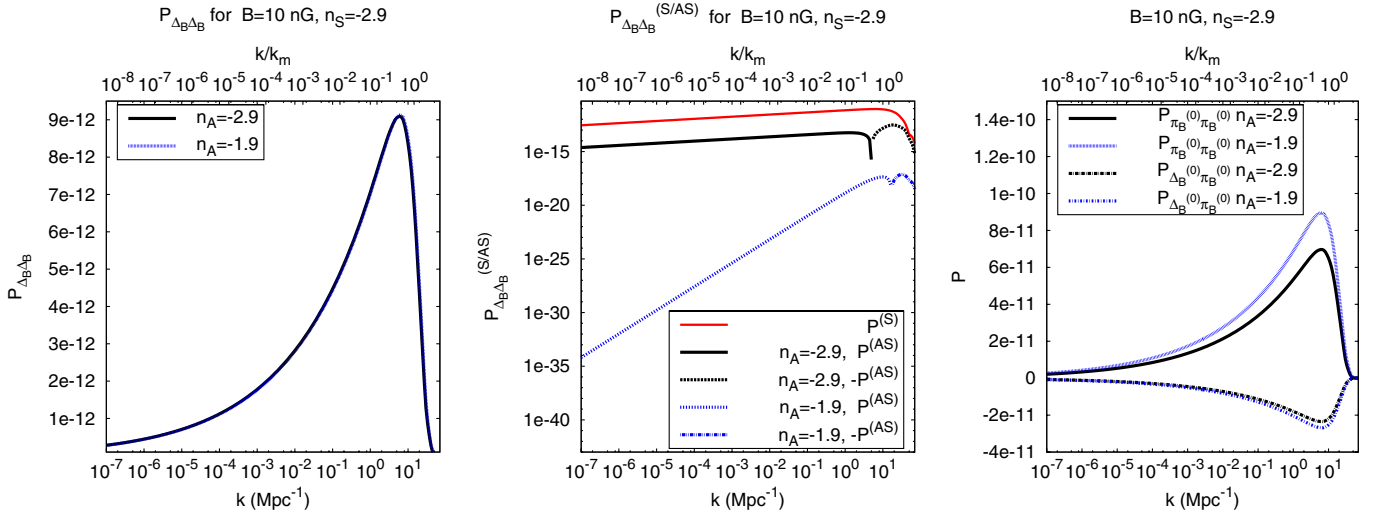 P_{Δ_BΔ_B} for B=10 nG, n_S=-2.9
k/k_m
10^{-8} 10^{-7} 10^{-6} 10^{-5} 10^{-4} 10^{-3} 10^{-2} 10^{-1} 10^0
n_A=-2.9
n_A=-1.9
9e-12
8e-12
7e-12
6e-12
5e-12
4e-12
3e-12
2e-12
1e-12
P_{Δ_BΔ_B}
10^{-7} 10^{-6} 10^{-5} 10^{-4} 10^{-3} 10^{-2} 10^{-1} 10^0 10^1
k (Mpc^{-1})
P_{Δ_BΔ_B}^{(S/AS)} for B=10 nG, n_S=-2.9
k/k_m
10^{-8} 10^{-7} 10^{-6} 10^{-5} 10^{-4} 10^{-3} 10^{-2} 10^{-1} 10^0
1e-15
1e-20
1e-25
1e-30
1e-35
1e-40
P_{Δ_BΔ_B}^{(S/AS)}
P^{(S)}
n_A=-2.9, P^{(AS)}
n_A=-2.9, -P^{(AS)}
n_A=-1.9, P^{(AS)}
n_A=-1.9, -P^{(AS)}
10^{-7} 10^{-6} 10^{-5} 10^{-4} 10^{-3} 10^{-2} 10^{-1} 10^0 10^1
k (Mpc^{-1})
B=10 nG, n_S=-2.9
k/k_m
10^{-8} 10^{-7} 10^{-6} 10^{-5} 10^{-4} 10^{-3} 10^{-2} 10^{-1} 10^0
P_{π_B^{(0)}π_B^{(0)}} n_A=-2.9
P_{π_B^{(0)}π_B^{(0)}} n_A=-1.9
P_{Δ_B^{(0)}π_B^{(0)}} n_A=-2.9
P_{Δ_B^{(0)}π_B^{(0)}} n_A=-1.9
1.4e-10
1.2e-10
1e-10
8e-11
6e-11
4e-11
2e-11
0
-2e-11
-4e-11
P
10^{-7} 10^{-6} 10^{-5} 10^{-4} 10^{-3} 10^{-2} 10^{-1} 10^0 10^1
k (Mpc^{-1})